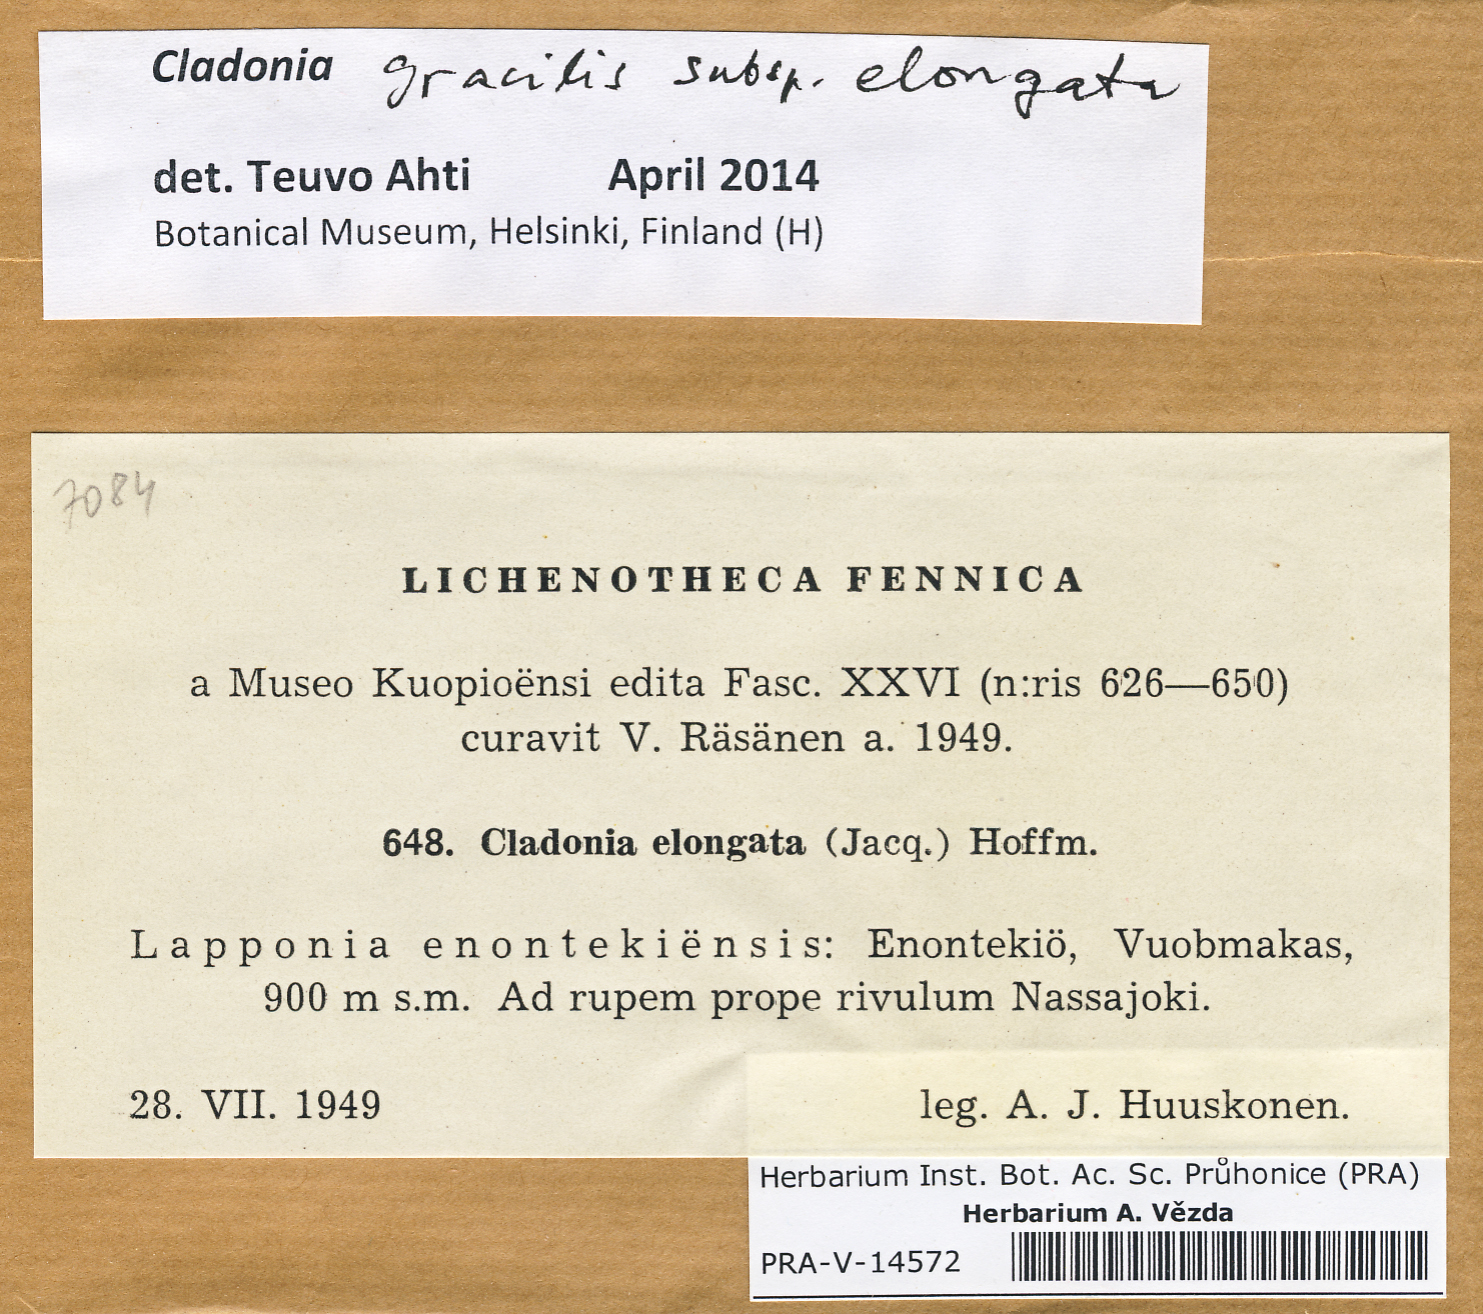 Cladonia gracilis subsp. elongata
det. Teuvo Ahti April 2014
Botanical Museum, Helsinki, Finland (H)
7084
LICHENOTHECA FENNICA
a Museo Kuopioënsi edita Fasc. XXVI (n:ris 626—650)
curavit V. Räsänen a. 1949.
648. Cladonia elongata (Jacq.) Hoffm.
Lapponia enontekiënsis: Enontekiö, Vuobmakas,
900 m s.m. Ad rupem prope rivulum Nassajoki.
28. VII. 1949 leg. A. J. Huuskonen.
Herbarium Inst. Bot. Ac. Sc. Průhonice (PRA)
Herbarium A. Vězda
PRA-V-14572